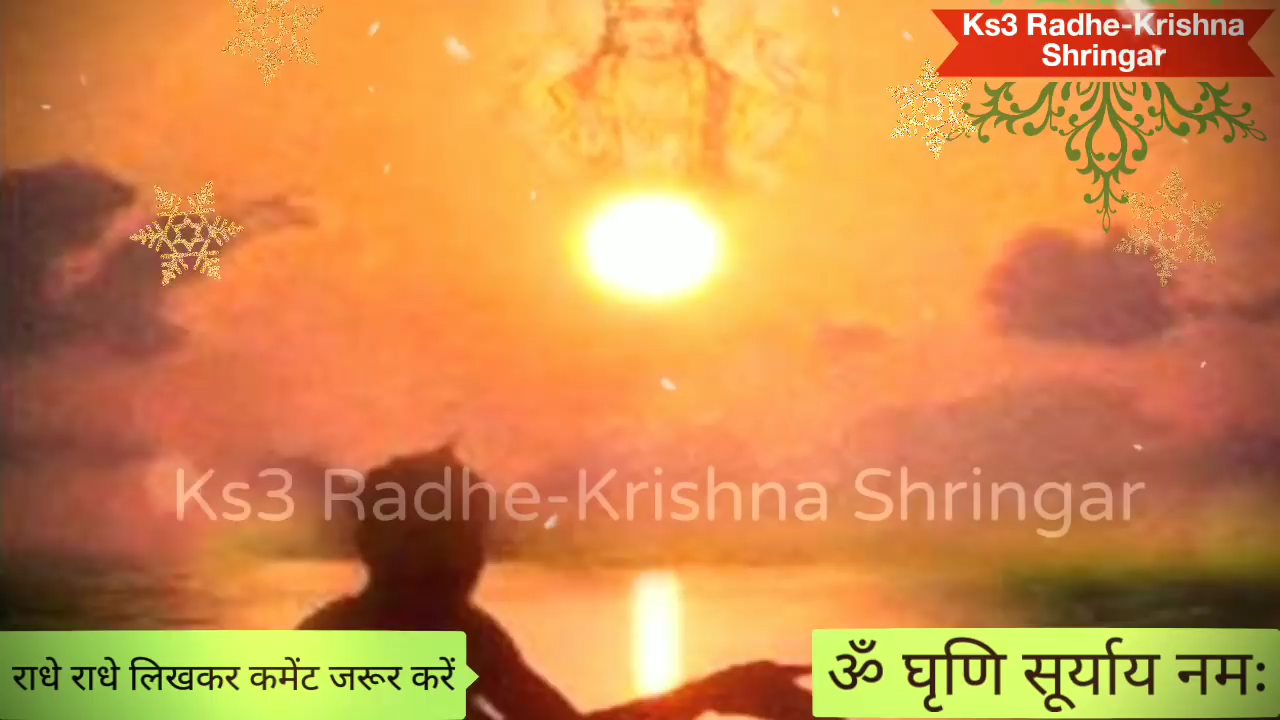 Ks3 Radhe-Krishna
Shringar
Ks3 Radhe-Krishna Shringar
राधे राधे लिखकर कमेंट जरूर करें
ॐ घृणि सूर्याय नमः